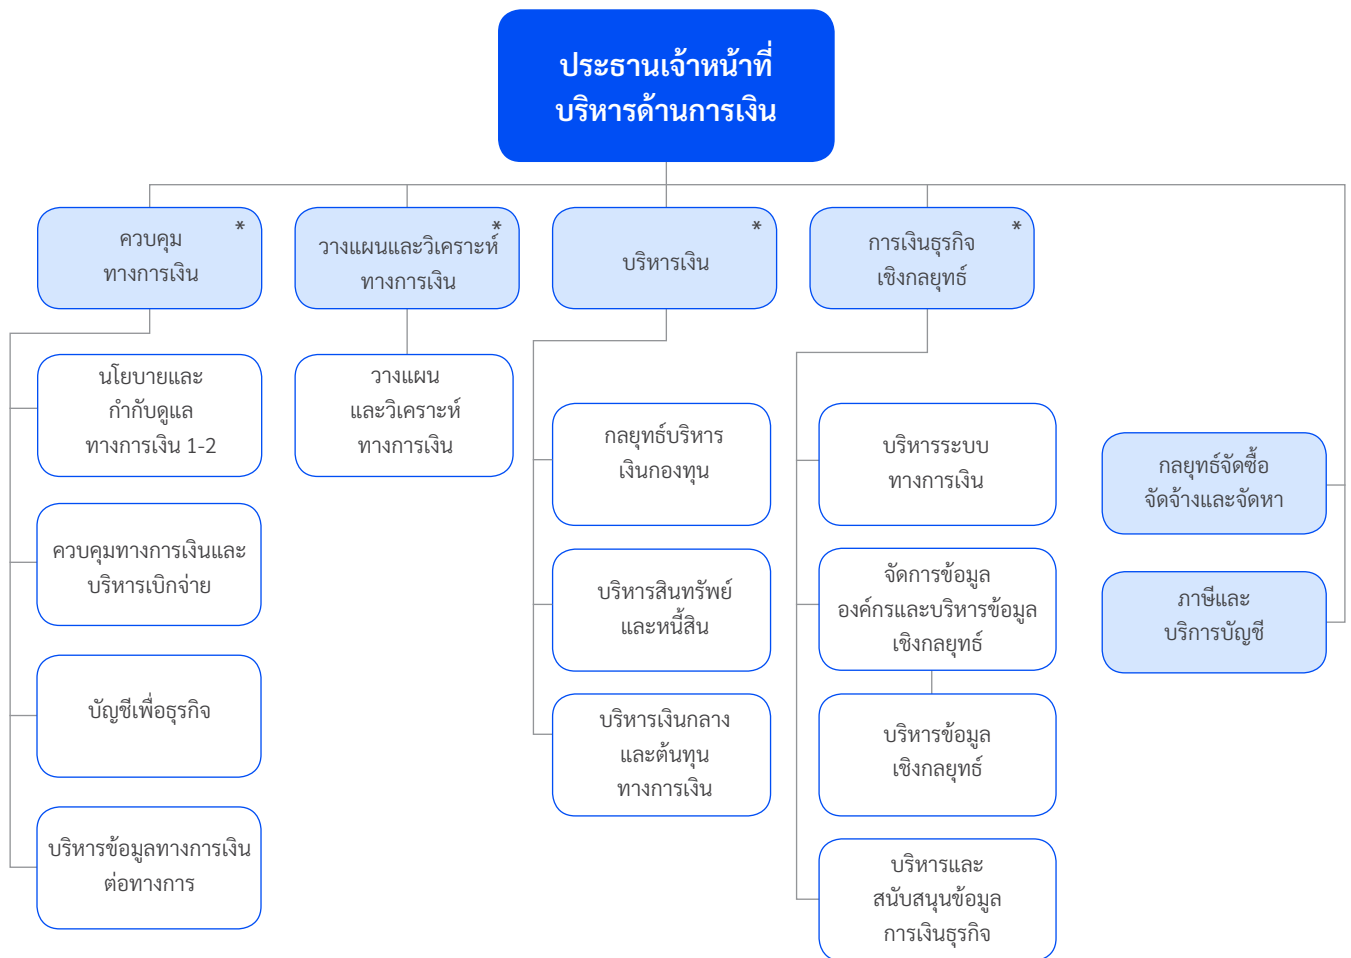 ประธานเจ้าหน้าที่
บริหารด้านการเงิน
*
ควบคุม
ทางการเงิน
*
วางแผนและวิเคราะห์
ทางการเงิน
*
บริหารเงิน
*
การเงินธุรกิจ
เชิงกลยุทธ์
นโยบายและ
กำกับดูแล
ทางการเงิน 1-2
ควบคุมทางการเงินและ
บริหารเบิกจ่าย
บัญชีเพื่อธุรกิจ
บริหารข้อมูลทางการเงิน
ต่อทางการ
วางแผน
และวิเคราะห์
ทางการเงิน
กลยุทธ์บริหาร
เงินกองทุน
บริหารสินทรัพย์
และหนี้สิน
บริหารเงินกลาง
และต้นทุน
ทางการเงิน
บริหารระบบ
ทางการเงิน
จัดการข้อมูล
องค์กรและบริหารข้อมูล
เชิงกลยุทธ์
บริหารข้อมูล
เชิงกลยุทธ์
บริหารและ
สนับสนุนข้อมูล
การเงินธุรกิจ
กลยุทธ์จัดซื้อ
จัดจ้างและจัดหา
ภาษีและ
บริการบัญชี